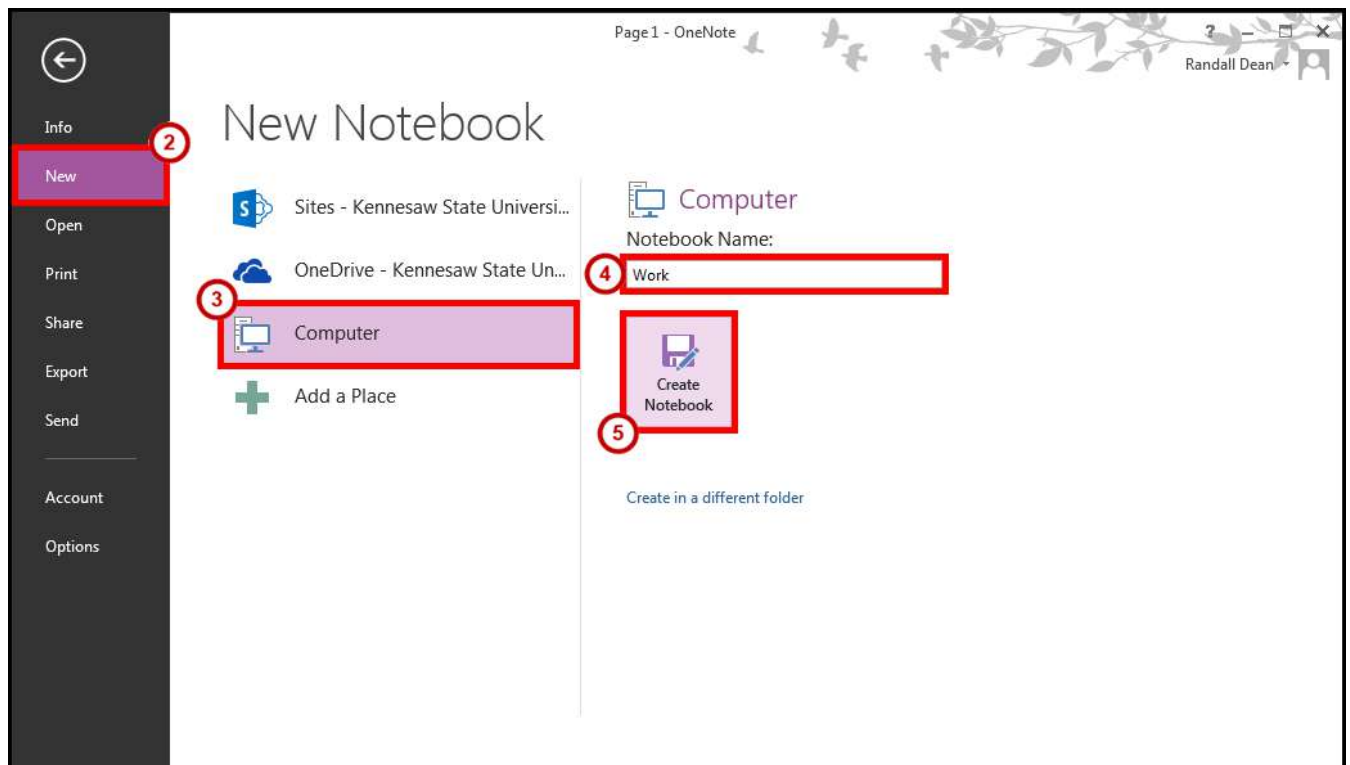 Page 1 - OneNote
?
Randall Dean
Info
2
New
Open
Print
Share
Export
Send
Account
Options
New Notebook
S
Sites - Kennesaw State Universi...
OneDrive - Kennesaw State Un...
3
Computer
Add a Place
Computer
Notebook Name:
4
Work
Create
Notebook
5
Create in a different folder